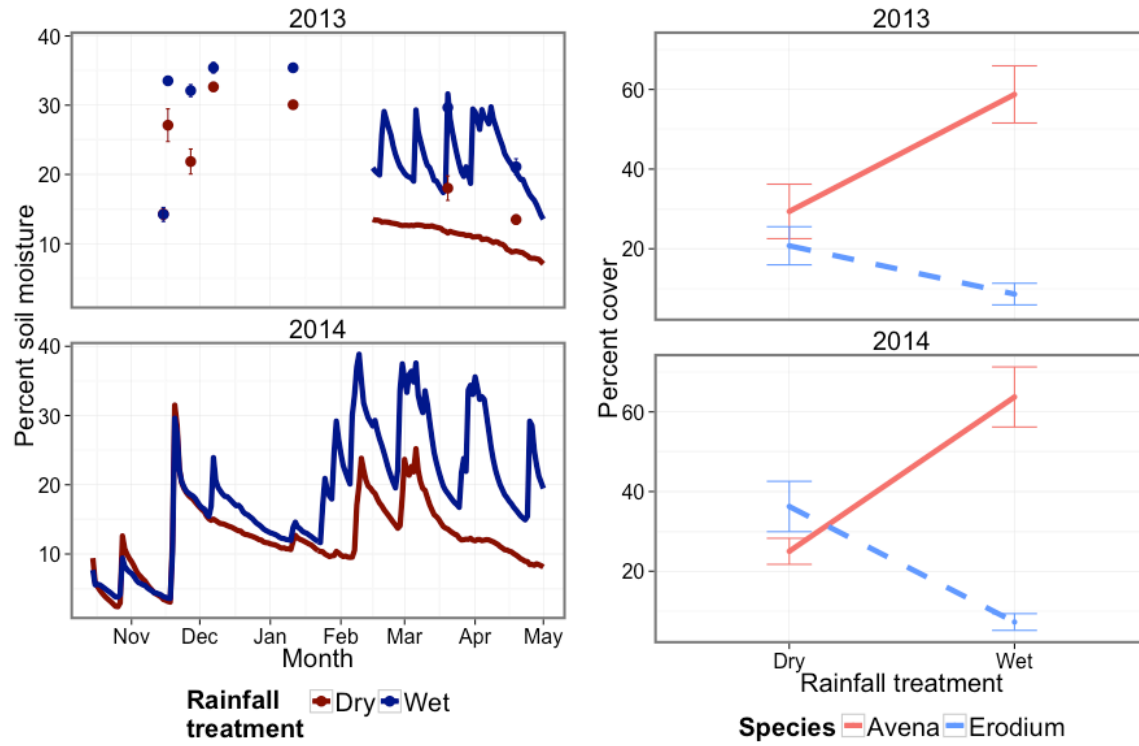 2013
40
30
20
10
Percent soil moisture
2014
40
30
20
10
Nov Dec Jan Feb Mar Apr May
Month
Rainfall treatment
Dry Wet
2013
60
40
20
Percent cover
2014
60
40
20
Dry Wet
Rainfall treatment
Species Avena Erodium